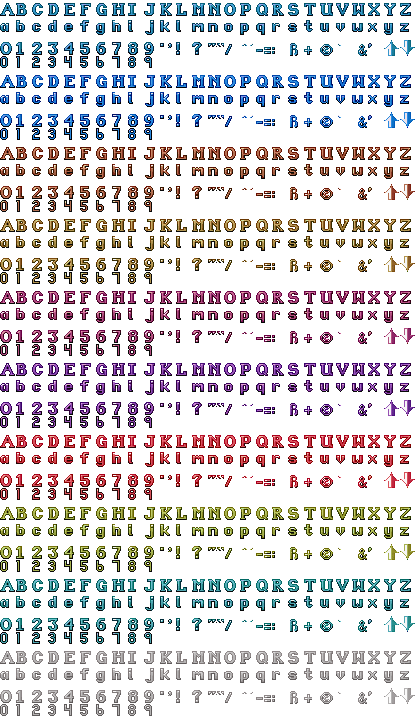 ABCDEFGHIJKLMNOPQRSTUVWXYZ
abcdefghijklmnopqrstuvwxyz
0123456789 ! ? / -=: + © & ↑↓
0123456789
ABCDEFGHIJKLMNOPQRSTUVWXYZ
abcdefghijklmnopqrstuvwxyz
0123456789 ! ? / -=: + © & ↑↓
0123456789
ABCDEFGHIJKLMNOPQRSTUVWXYZ
abcdefghijklmnopqrstuvwxyz
0123456789 ! ? / -=: + © & ↑↓
0123456789
ABCDEFGHIJKLMNOPQRSTUVWXYZ
abcdefghijklmnopqrstuvwxyz
0123456789 ! ? / -=: + © & ↑↓
0123456789
ABCDEFGHIJKLMNOPQRSTUVWXYZ
abcdefghijklmnopqrstuvwxyz
0123456789 ! ? / -=: + © & ↑↓
0123456789
ABCDEFGHIJKLMNOPQRSTUVWXYZ
abcdefghijklmnopqrstuvwxyz
0123456789 ! ? / -=: + © & ↑↓
0123456789
ABCDEFGHIJKLMNOPQRSTUVWXYZ
abcdefghijklmnopqrstuvwxyz
0123456789 ! ? / -=: + © & ↑↓
0123456789
ABCDEFGHIJKLMNOPQRSTUVWXYZ
abcdefghijklmnopqrstuvwxyz
0123456789 ! ? / -=: + © & ↑↓
0123456789
ABCDEFGHIJKLMNOPQRSTUVWXYZ
abcdefghijklmnopqrstuvwxyz
0123456789 ! ? / -=: + © & ↑↓
0123456789
ABCDEFGHIJKLMNOPQRSTUVWXYZ
abcdefghijklmnopqrstuvwxyz
0123456789 ! ? / -=: + © & ↑↓
0123456789